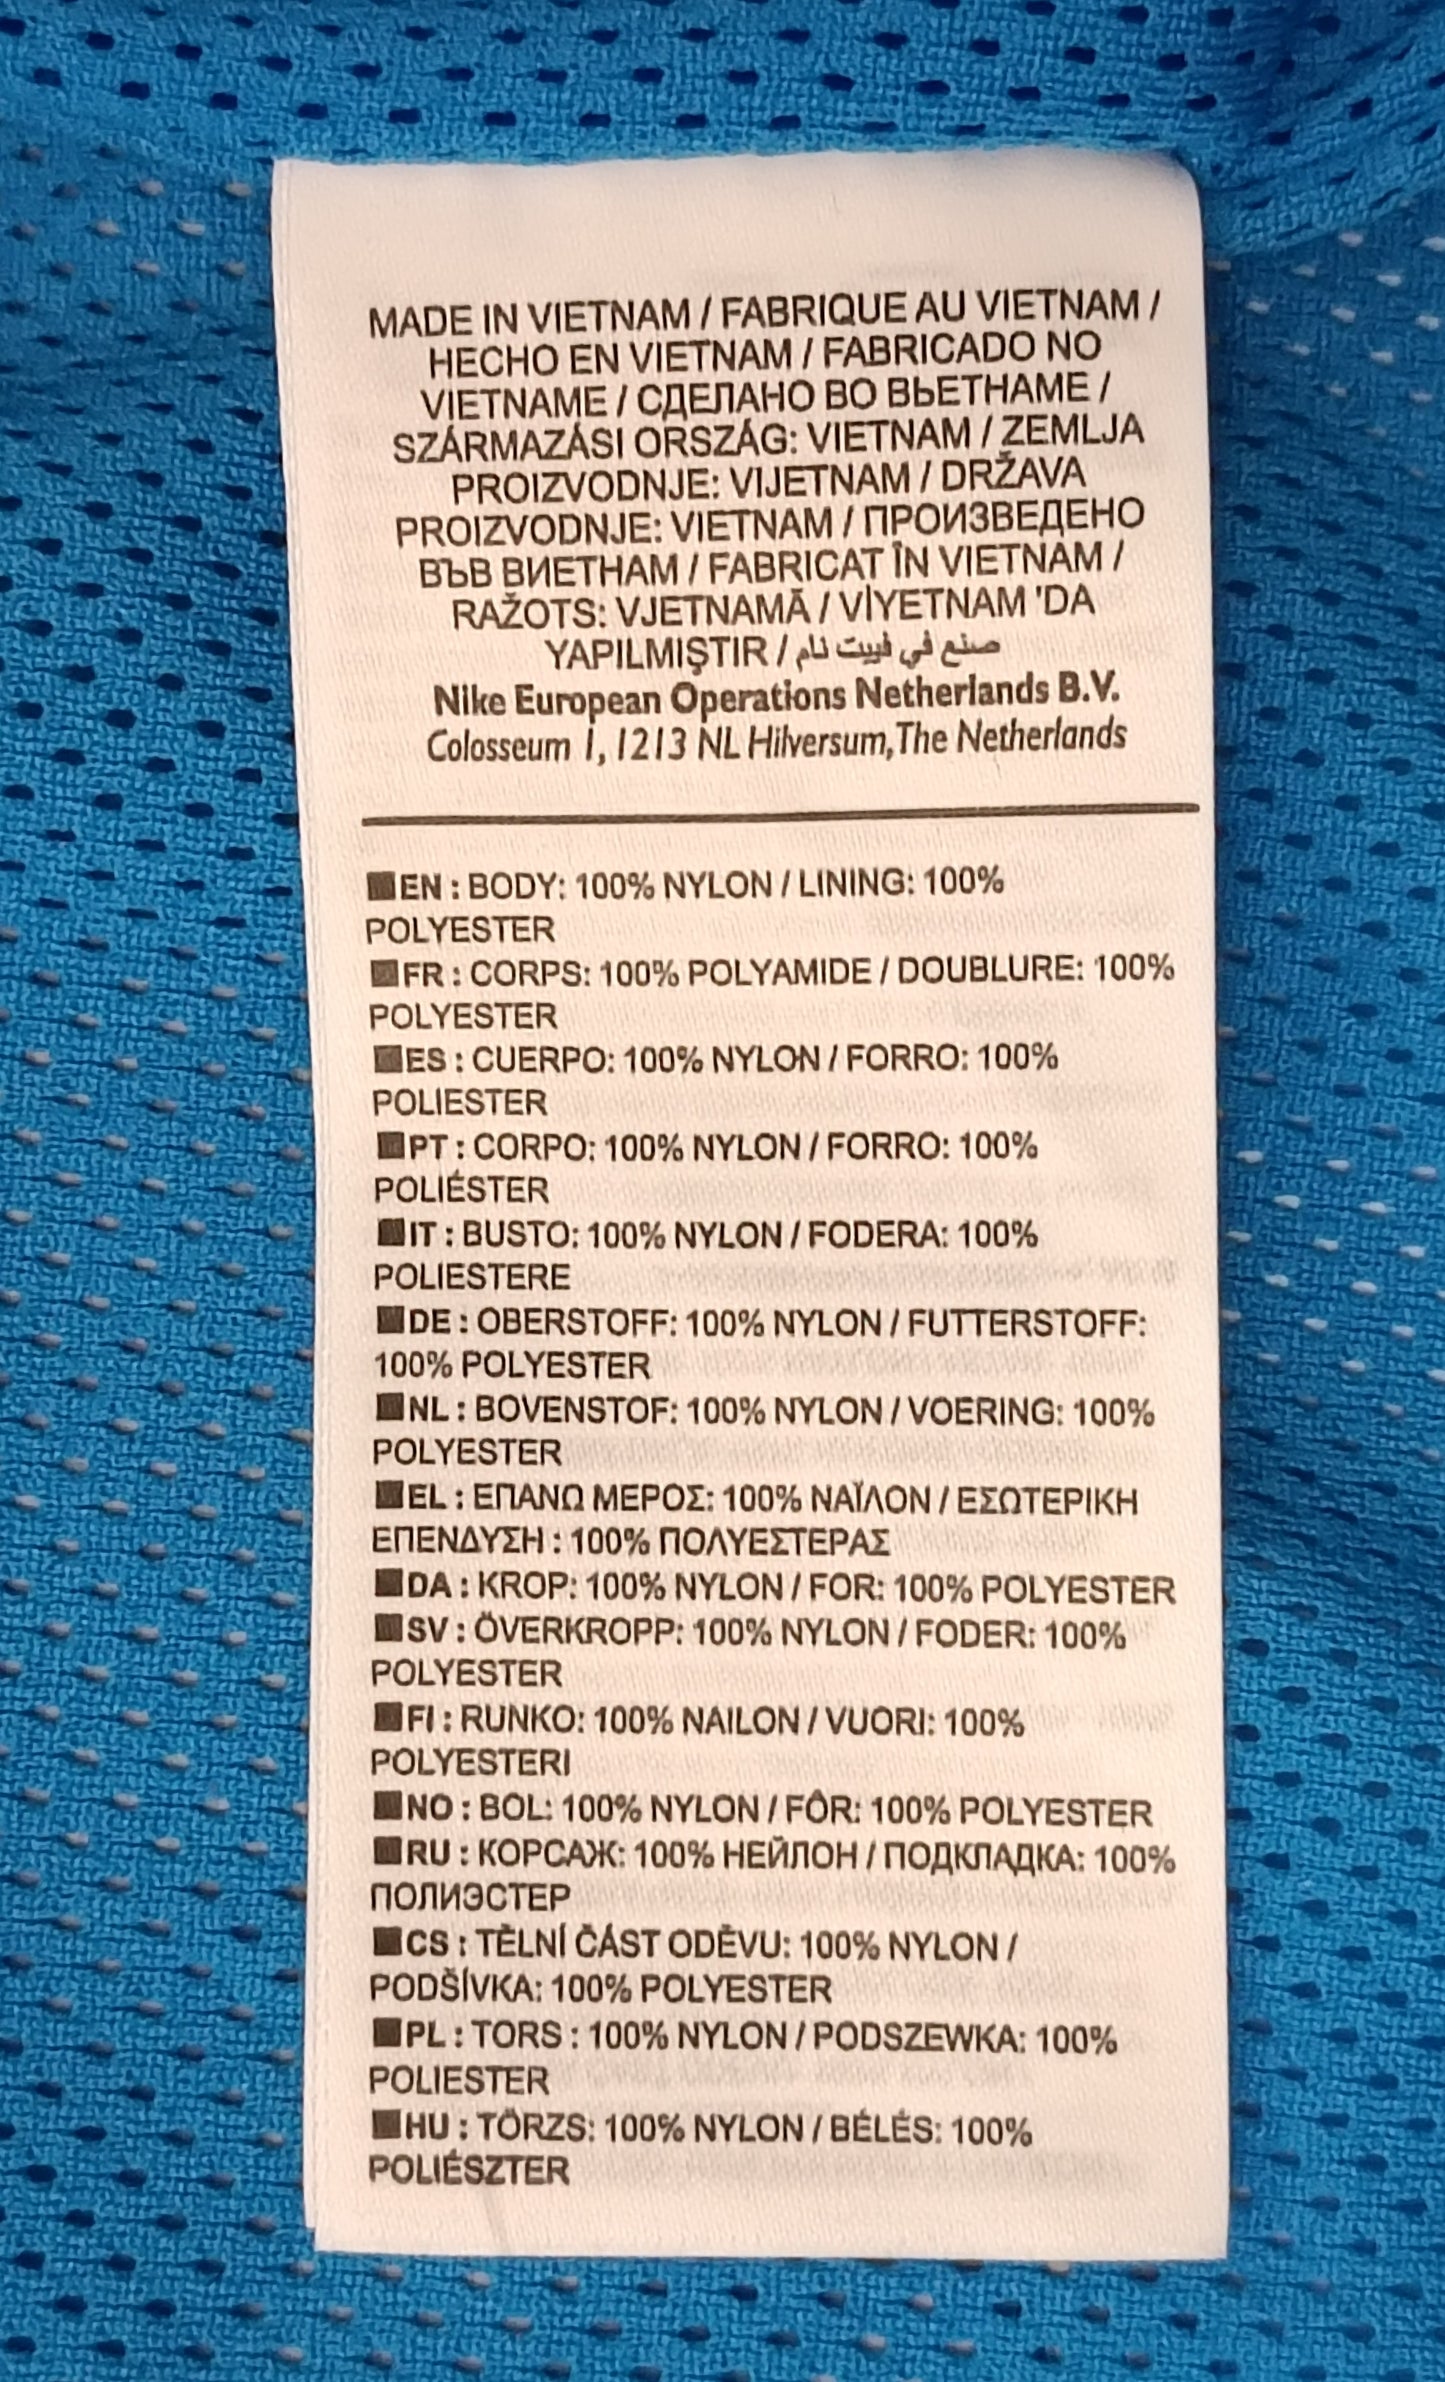 MADE IN VIETNAM / FABRIQUE AU VIETNAM /
HECHO EN VIETNAM / FABRICADO NO
VIETNAME / СДЕЛАНО ВО ВЬЕТНАМЕ /
SZÁRMAZÁSI ORSZÁG: VIETNAM / ZEMLJA
PROIZVODNJE: VIJETNAM / DRŽAVA
PROIZVODNJE: VIETNAM / ПРОИЗВЕДЕНО
ВЪВ ВИЕТНАМ / FABRICAT ÎN VIETNAM /
RAŽOTS: VJETNAMĀ / VİYETNAM 'DA
YAPILMIŞTIR / صنع في فييت نام
Nike European Operations Netherlands B.V.
Colosseum 1, 1213 NL Hilversum, The Netherlands
■EN : BODY: 100% NYLON / LINING: 100%
POLYESTER
■FR : CORPS: 100% POLYAMIDE / DOUBLURE: 100%
POLYESTER
■ES : CUERPO: 100% NYLON / FORRO: 100%
POLIESTER
■PT : CORPO: 100% NYLON / FORRO: 100%
POLIÉSTER
■IT : BUSTO: 100% NYLON / FODERA: 100%
POLIESTERE
■DE : OBERSTOFF: 100% NYLON / FUTTERSTOFF:
100% POLYESTER
■NL : BOVENSTOF: 100% NYLON / VOERING: 100%
POLYESTER
■EL : ΕΠΑΝΩ ΜΕΡΟΣ: 100% ΝΑΪΛΟΝ / ΕΣΩΤΕΡΙΚΗ
ΕΠΕΝΔΥΣΗ : 100% ΠΟΛΥΕΣΤΕΡΑΣ
■DA : KROP: 100% NYLON / FOR: 100% POLYESTER
■SV : ÖVERKROPP: 100% NYLON / FODER: 100%
POLYESTER
■FI : RUNKO: 100% NAILON / VUORI: 100%
POLYESTERI
■NO : BOL: 100% NYLON / FÔR: 100% POLYESTER
■RU : КОРСАЖ: 100% НЕЙЛОН / ПОДКЛАДКА: 100%
ПОЛИЭСТЕР
■CS : TĚLNÍ ČÁST ODĚVU: 100% NYLON /
PODŠÍVKA: 100% POLYESTER
■PL : TORS : 100% NYLON / PODSZEWKA: 100%
POLIESTER
■HU : TÖRZS: 100% NYLON / BÉLÉS: 100%
POLIÉSZTER